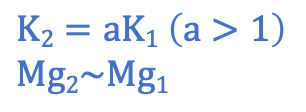 K₂ = aK₁ (a > 1)
Mg₂~Mg₁